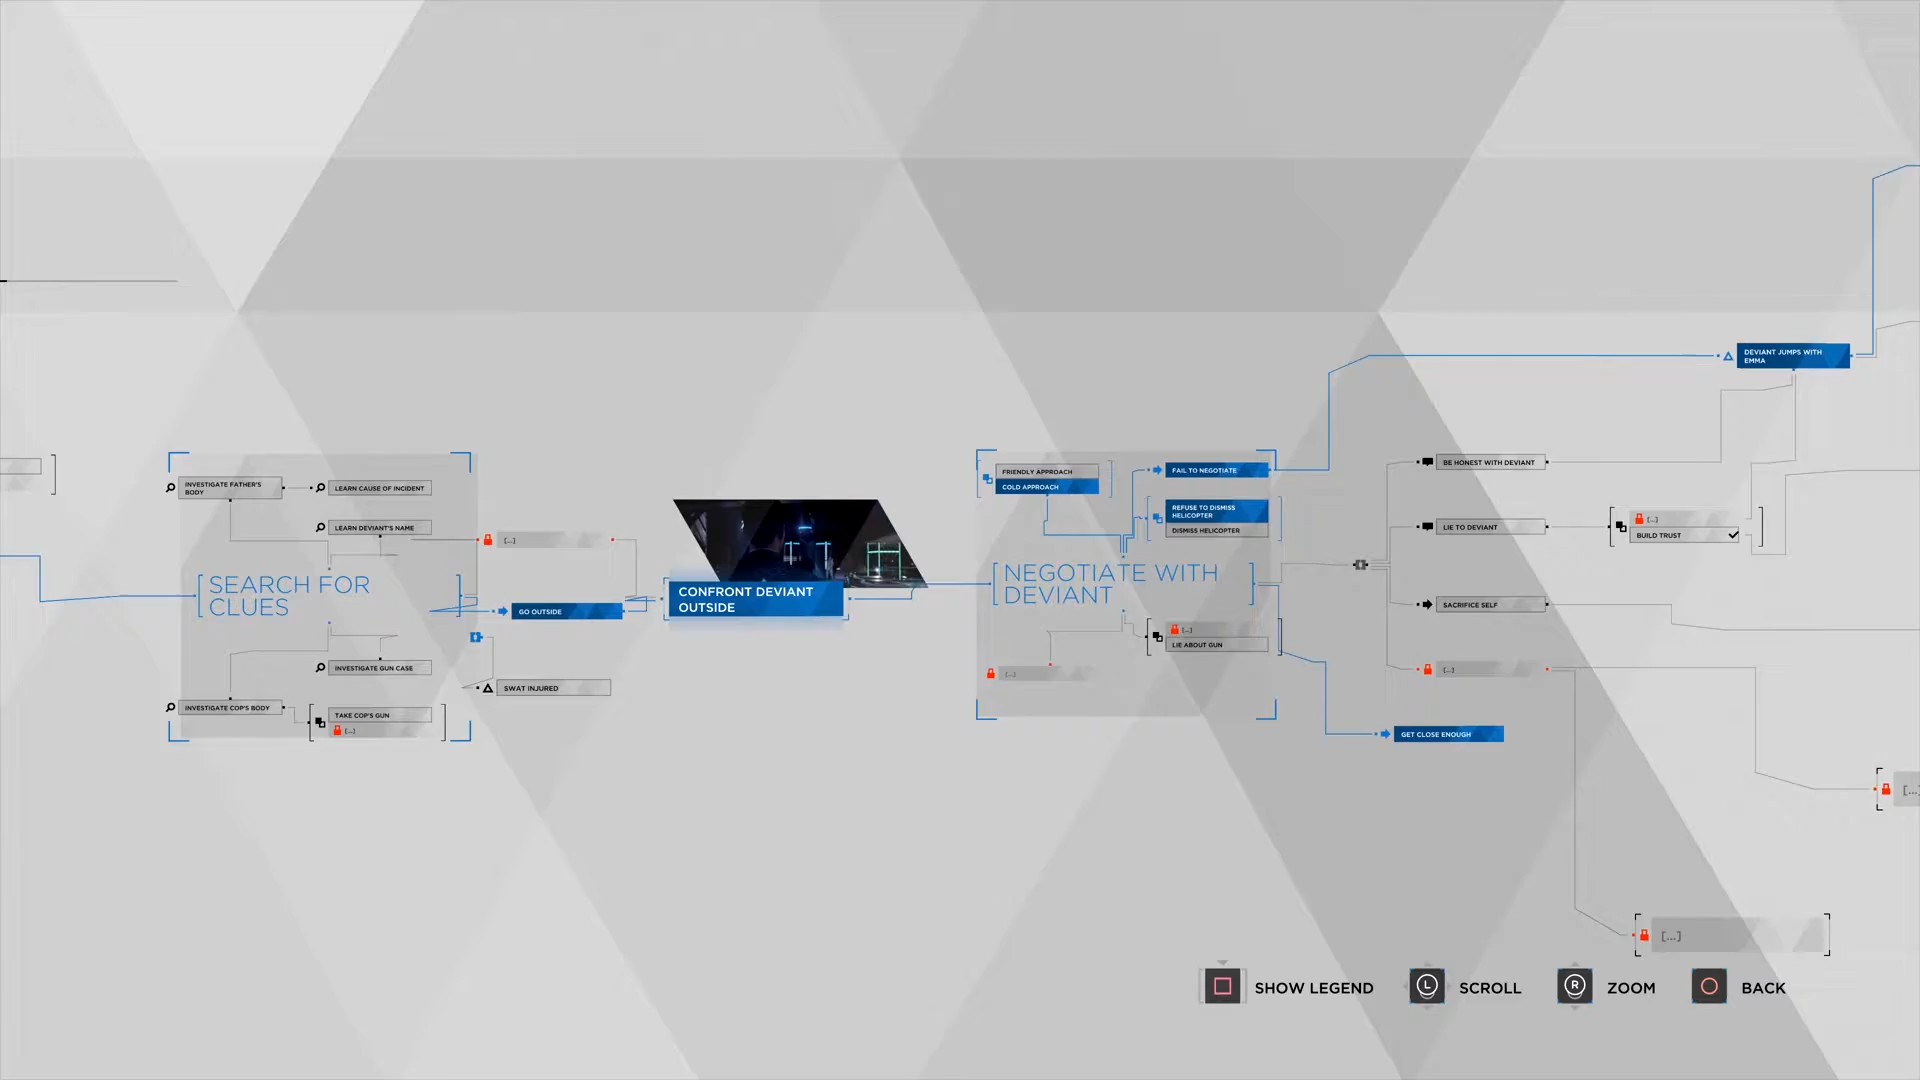 DEVIANT JUMPS WITH
EMMA
INVESTIGATE FATHER'S
BODY
LEARN CAUSE OF INCIDENT
LEARN DEVIANT'S NAME
[...]
SEARCH FOR
CLUES
GO OUTSIDE
INVESTIGATE GUN CASE
SWAT INJURED
INVESTIGATE COP'S BODY
TAKE COP'S GUN
[...]
CONFRONT DEVIANT
OUTSIDE
FRIENDLY APPROACH
COLD APPROACH
FAIL TO NEGOTIATE
REFUSE TO DISMISS
HELICOPTER
DISMISS HELICOPTER
NEGOTIATE WITH
DEVIANT
[...]
LIE ABOUT GUN
[...]
BE HONEST WITH DEVIANT
LIE TO DEVIANT
[...]
BUILD TRUST
SACRIFICE SELF
[...]
GET CLOSE ENOUGH
[...]
[...]
SHOW LEGEND
L
SCROLL
R
ZOOM
BACK